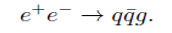 e⁺e⁻ → qq̄g.